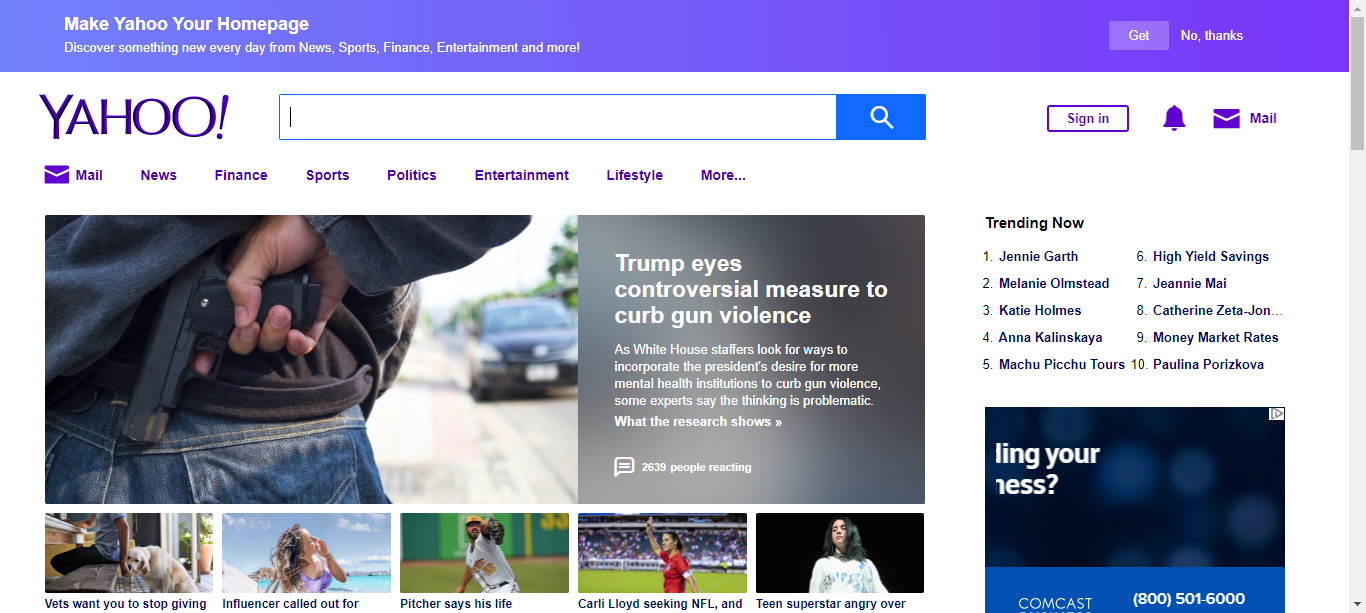 Make Yahoo Your Homepage
Discover something new every day from News, Sports, Finance, Entertainment and more!
Get
No, thanks
YAHOO!
Sign in
Mail
Mail
News
Finance
Sports
Politics
Entertainment
Lifestyle
More...
Trump eyes
controversial measure to
curb gun violence
As White House staffers look for ways to
incorporate the president's desire for more
mental health institutions to curb gun violence,
some experts say the thinking is problematic.
What the research shows »
2639 people reacting
Vets want you to stop giving
Influencer called out for
Pitcher says his life
Carli Lloyd seeking NFL, and
Teen superstar angry over
Trending Now
1. Jennie Garth
2. Melanie Olmstead
3. Katie Holmes
4. Anna Kalinskaya
5. Machu Picchu Tours
6. High Yield Savings
7. Jeannie Mai
8. Catherine Zeta-Jon...
9. Money Market Rates
10. Paulina Porizkova
ding your
ness?
COMCAST
BUSINESS
(800) 501-6000